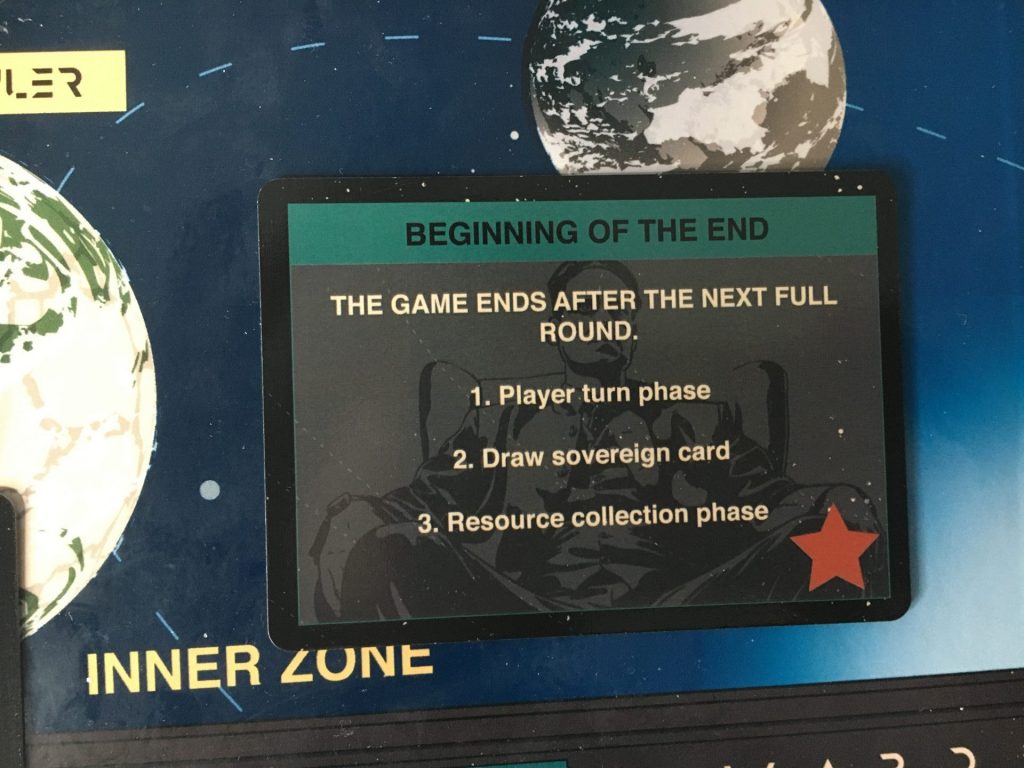 BEGINNING OF THE END
THE GAME ENDS AFTER THE NEXT FULL
ROUND.
1. Player turn phase
2. Draw sovereign card
3. Resource collection phase
INNER ZONE